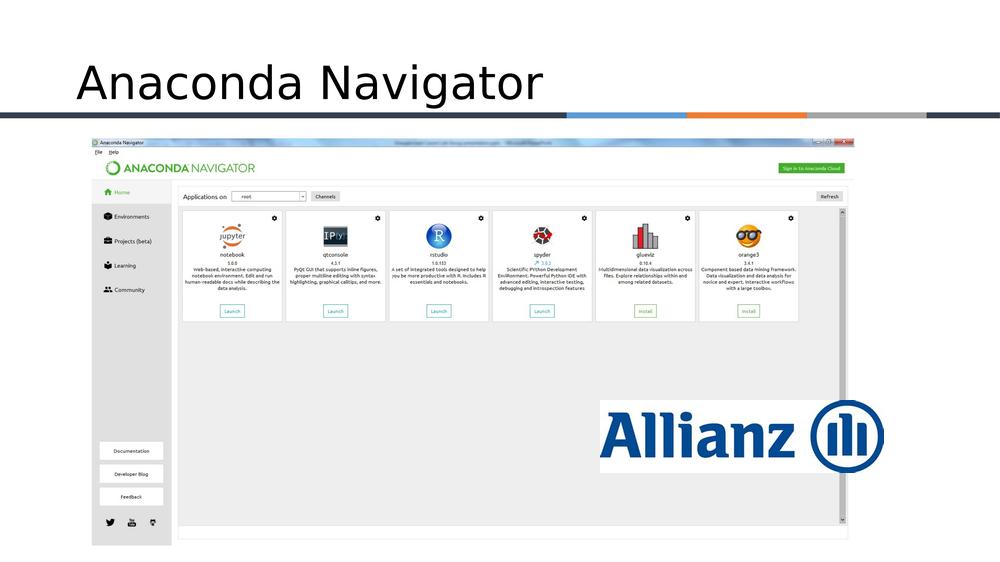 Anaconda Navigator
Anaconda Navigator
File Help
ANACONDA NAVIGATOR
Sign in to Anaconda Cloud
Home
Environments
Projects (beta)
Learning
Community
Applications on
root
Channels
Refresh
jupyter
notebook
5.0.0
Web-based, interactive computing
notebook environment. Edit and run
human-readable docs while describing the
data analysis.
Launch
IP[y]:
qtconsole
4.3.1
PyQt GUI that supports inline figures,
proper multiline editing with syntax
highlighting, graphical calltips, and more.
Launch
R
rstudio
1.0.153
A set of integrated tools designed to help
you be more productive with R. Includes R
essentials and notebooks.
Launch
spyder
Scientific PYthon Development
EnviRonment. Powerful Python IDE with
advanced editing, interactive testing,
debugging and introspection features
Launch
glueviz
0.10.4
Multidimensional data visualization across
files. Explore relationships within and
among related datasets.
Install
orange3
3.4.1
Component based data mining framework.
Data visualization and data analysis for
novice and expert. Interactive workflows
with a large toolbox.
Install
Documentation
Developer Blog
Feedback
You Tube
Allianz